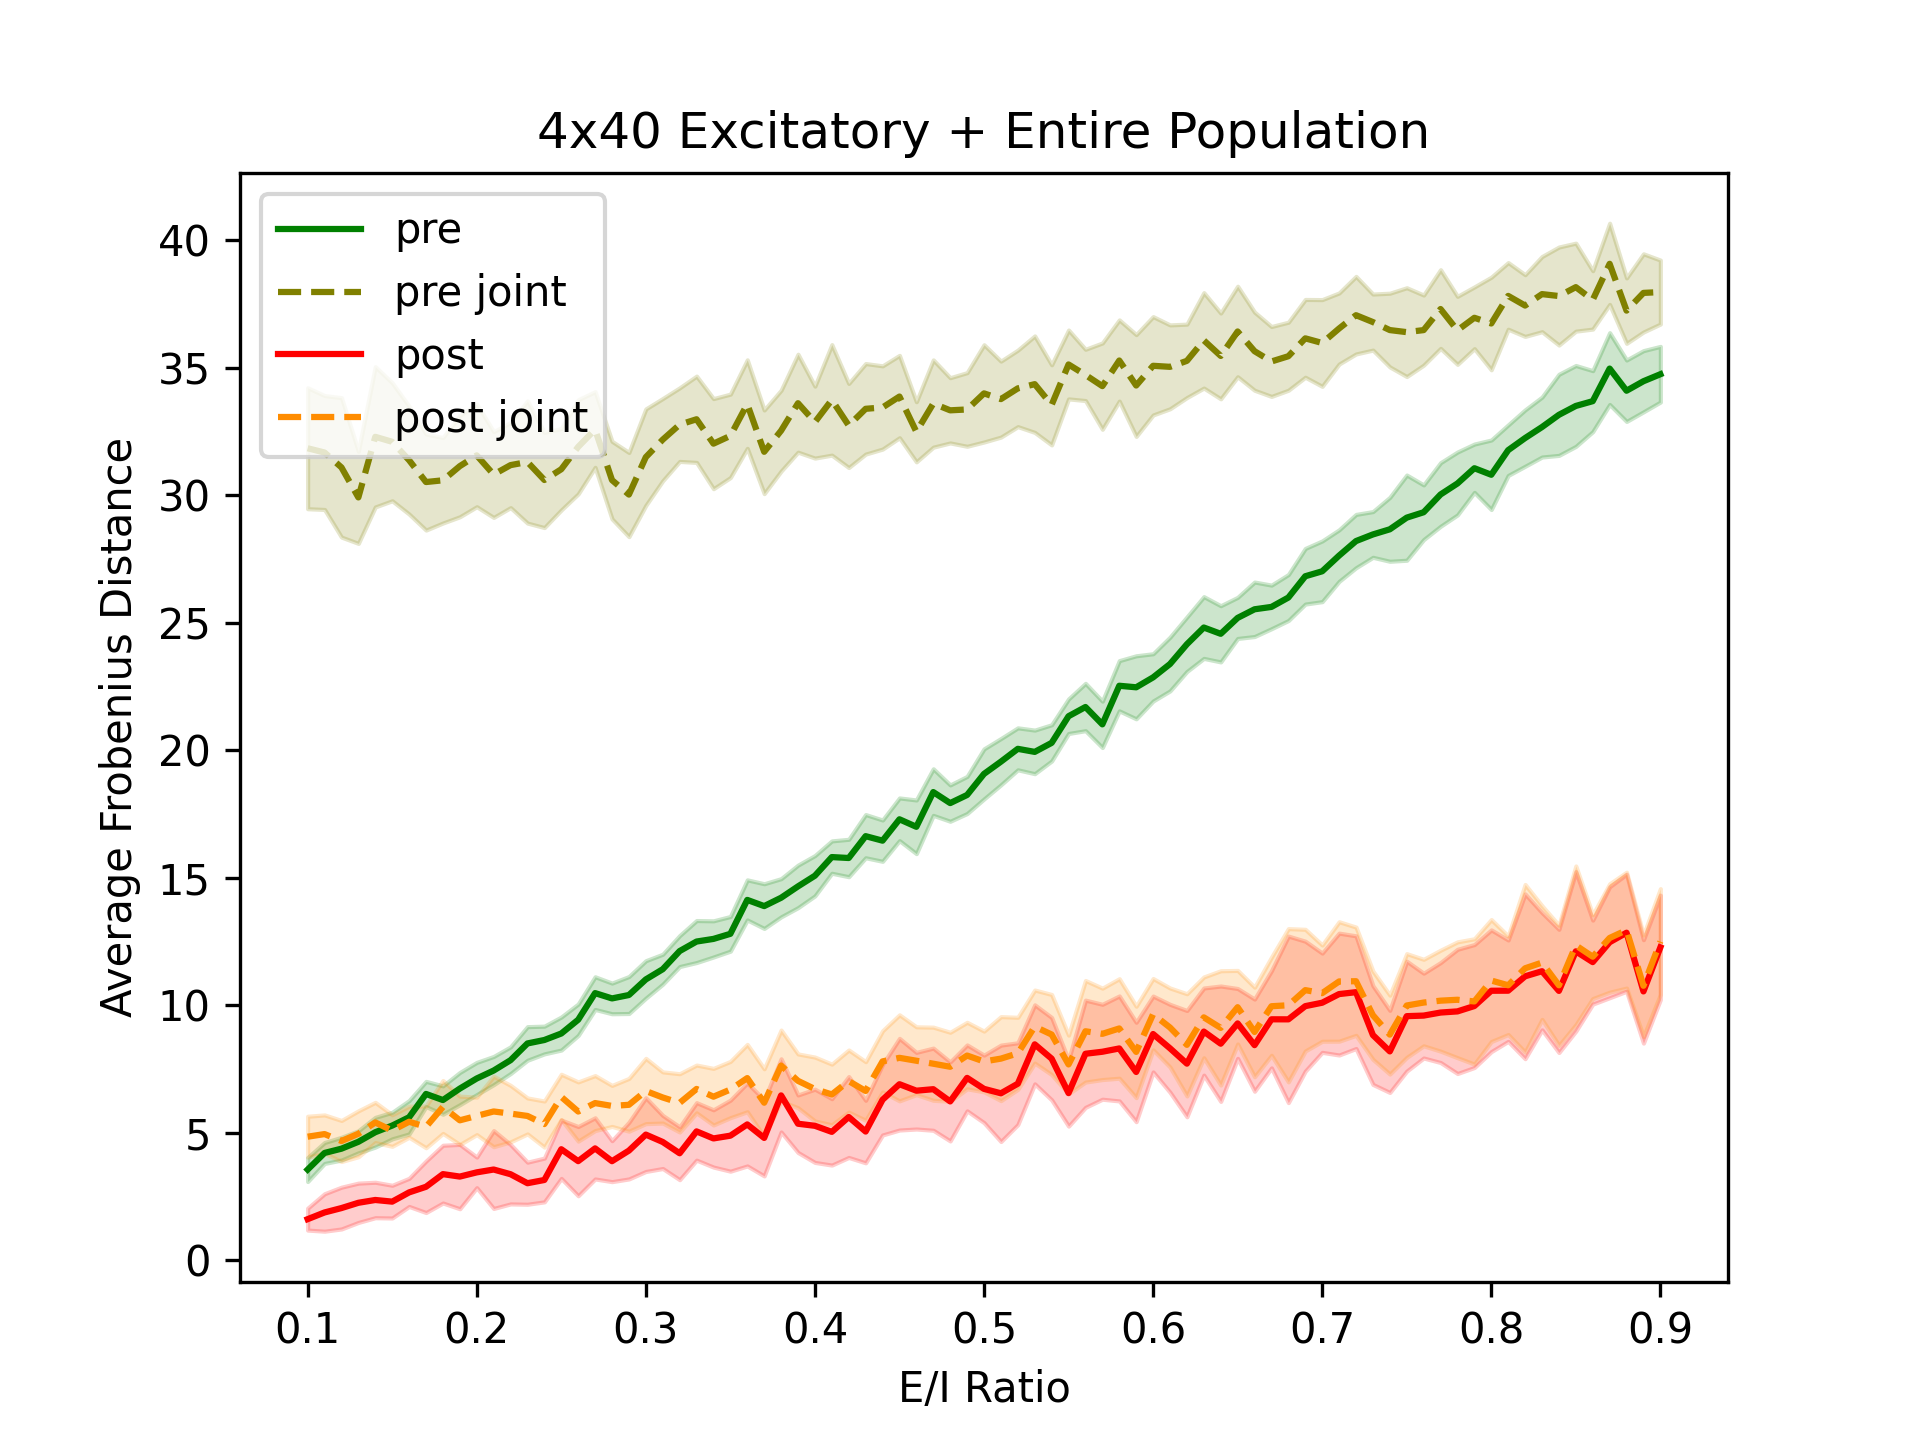 4x40 Excitatory + Entire Population
pre
pre joint
post
post joint
Average Frobenius Distance
40
35
30
25
20
15
10
5
0
0.1 0.2 0.3 0.4 0.5 0.6 0.7 0.8 0.9
E/I Ratio